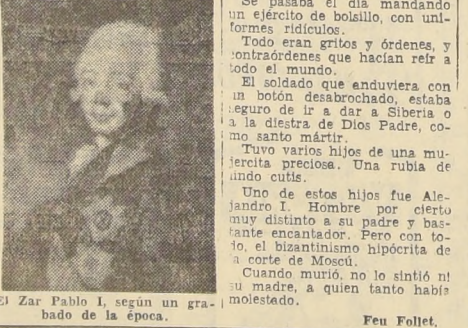 Se pasaba el día mandando
un ejército de bolsillo, con uni-
formes ridículos.
Todo eran gritos y órdenes, y
contraórdenes que hacían reír a
todo el mundo.
El soldado que anduviera con
un botón desabrochado, estaba
seguro de ir a dar a Siberia o
a la diestra de Dios Padre, co-
mo santo mártir.
Tuvo varios hijos de una mu-
jercita preciosa. Una rubia de
lindo cutis.
Uno de estos hijos fue Ale-
jandro I. Hombre por cierto
muy distinto a su padre y bas-
tante encantador. Pero con to-
do, el bizantinismo hipócrita de
la corte de Moscú.
Cuando murió, no lo sintió ni
su madre, a quien tanto había
molestado.
Feu Follet.
El Zar Pablo I, según un gra-
bado de la época.